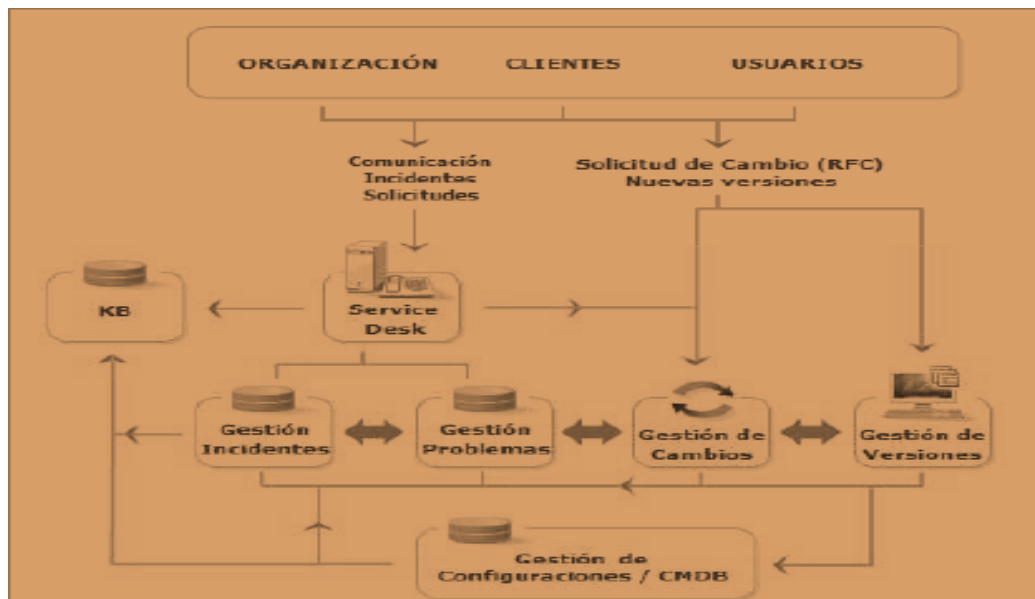 ORGANIZACIÓN CLIENTES USUARIOS
Comunicación
Incidentes
Solicitudes
Solicitud de Cambio (RFC)
Nuevas versiones
KB
Service
Desk
Gestión
Incidentes
Gestión
Problemas
Gestión de
Cambios
Gestión de
Versiones
Gestión de
Configuraciones / CMDB